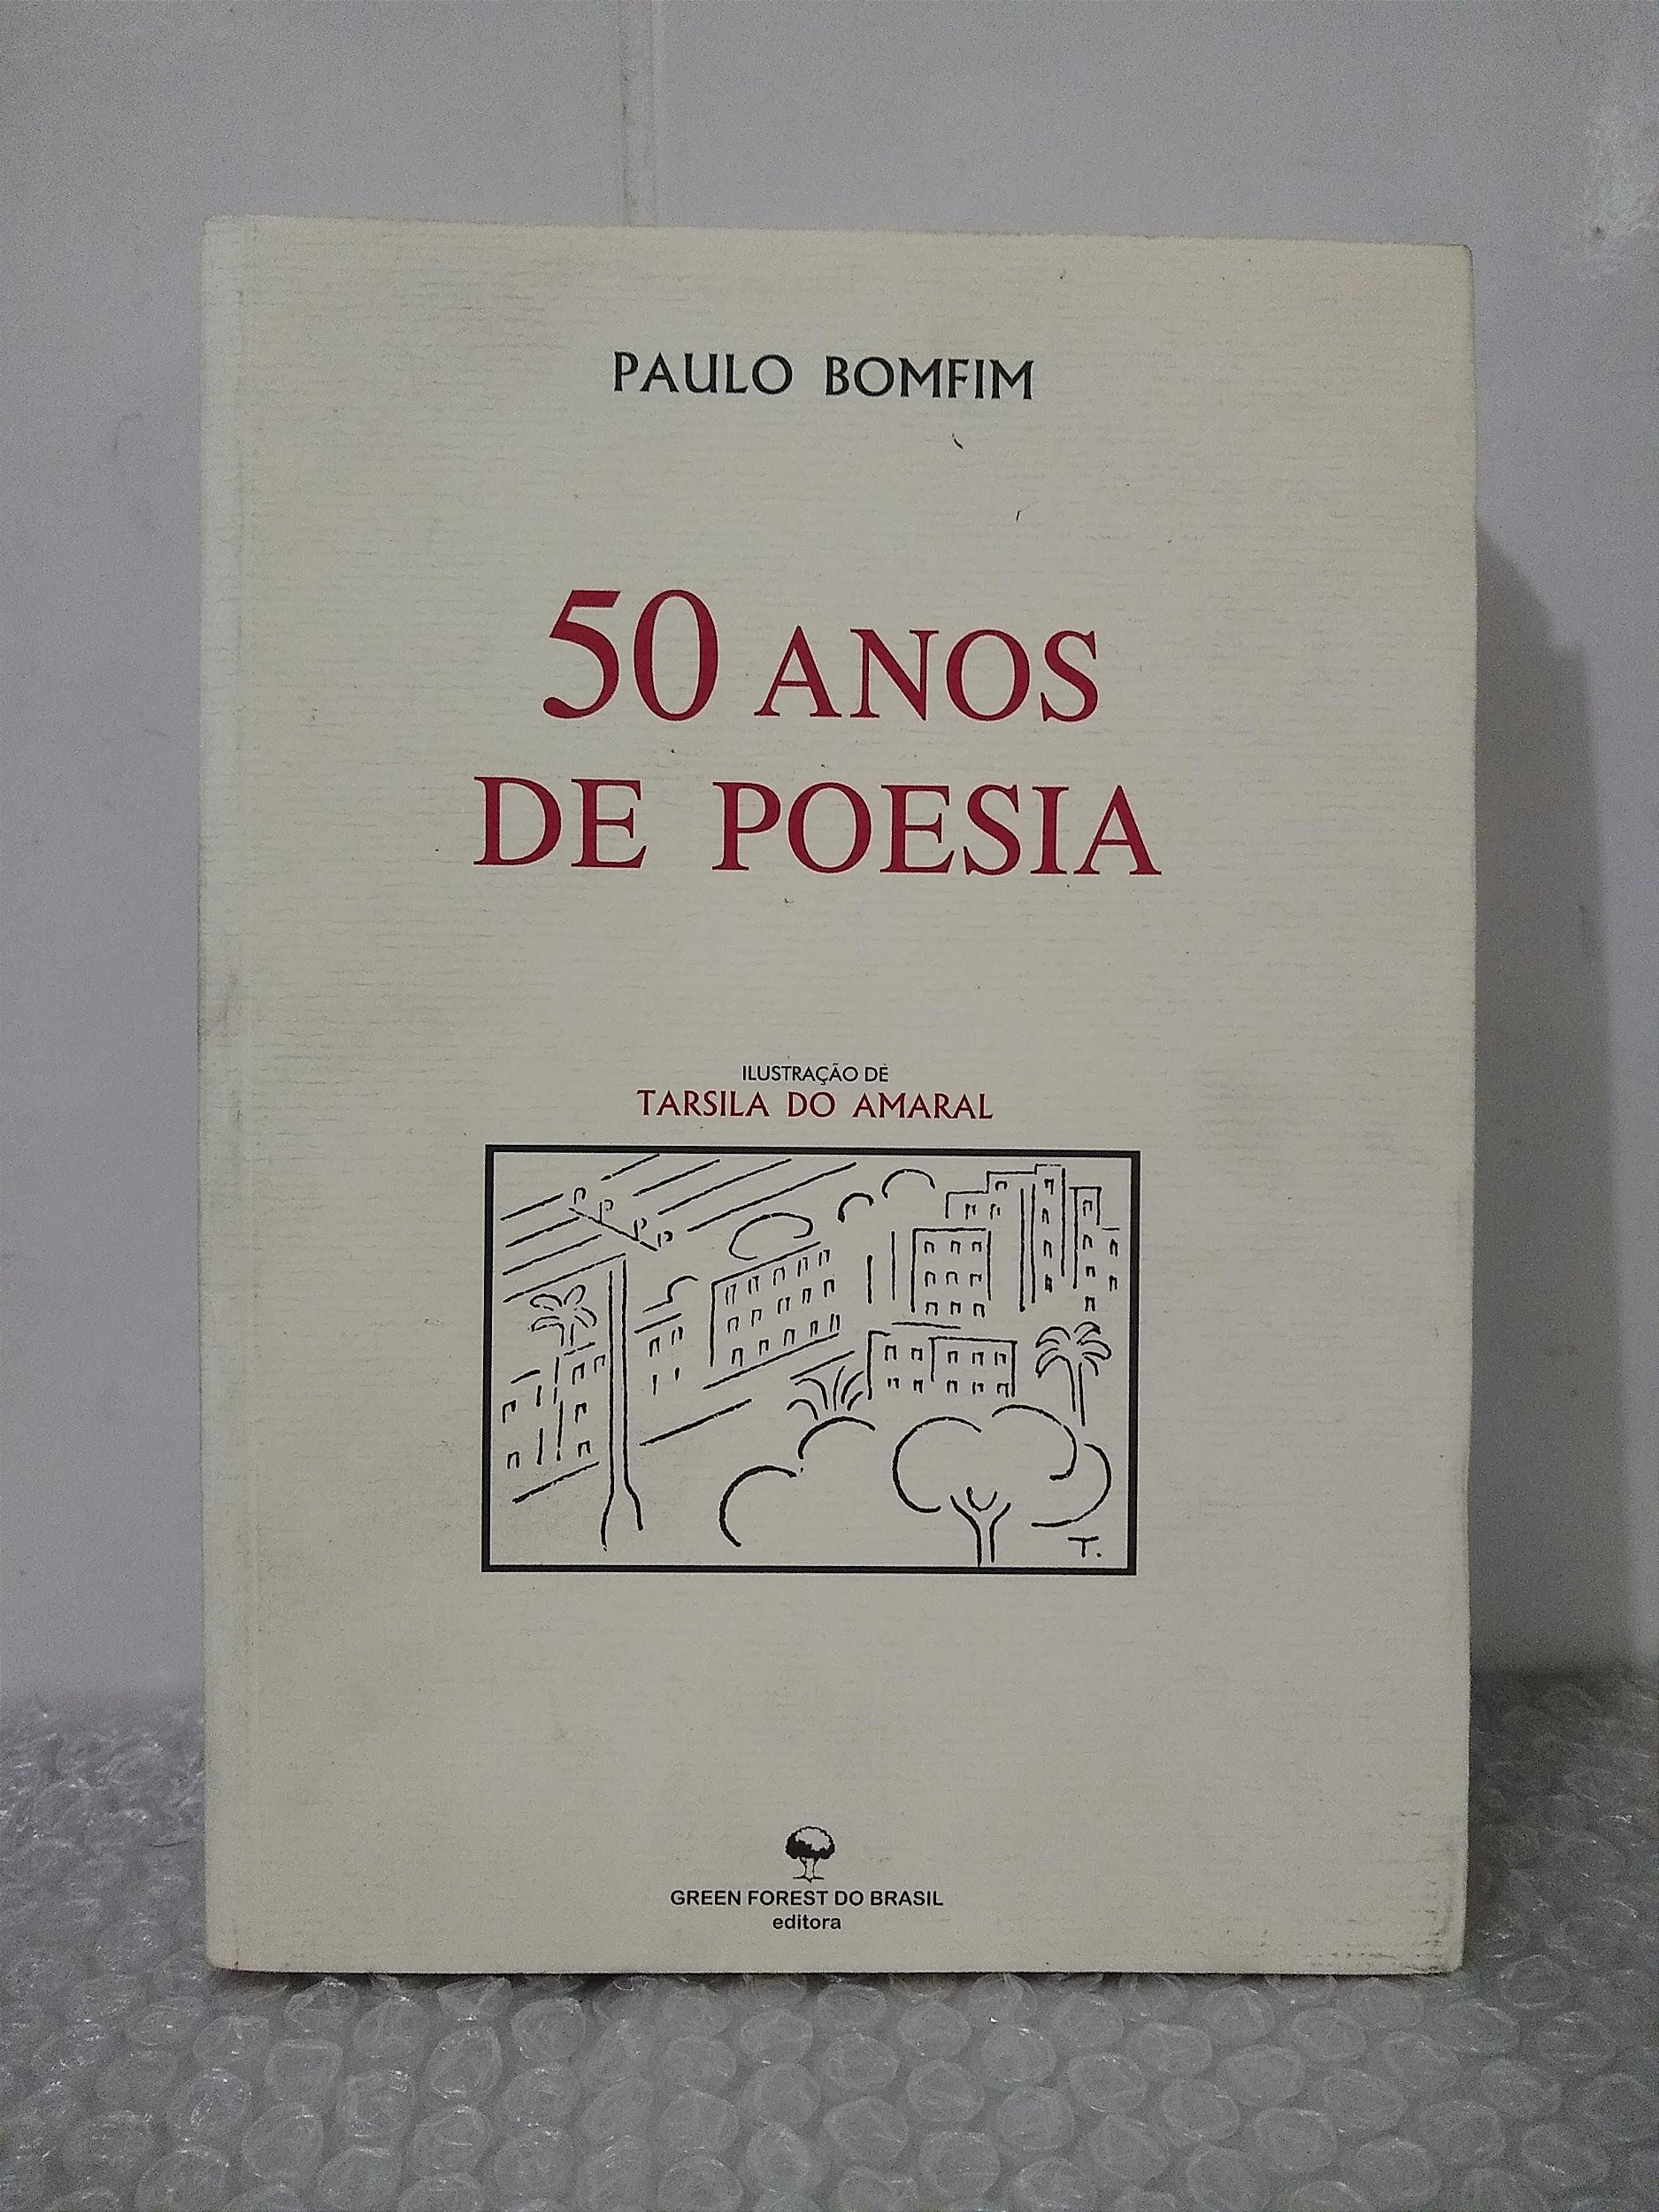 PAULO BOMFIM
50 ANOS
DE POESIA
ILUSTRAÇÃO DE
TARSILA DO AMARAL
T.
GREEN FOREST DO BRASIL
editora